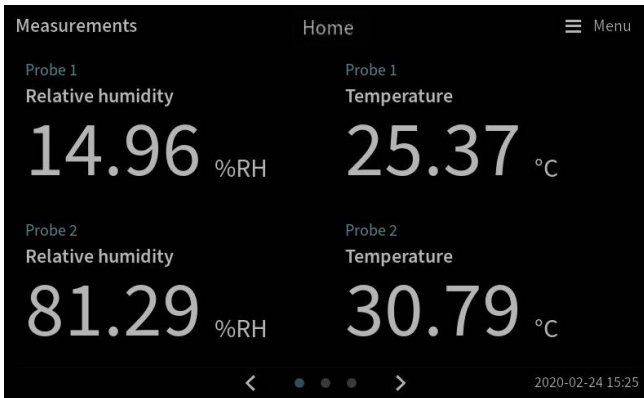 Measurements Home Menu
Probe 1 Probe 1
Relative humidity Temperature
14.96 %RH 25.37 °C
Probe 2 Probe 2
Relative humidity Temperature
81.29 %RH 30.79 °C
2020-02-24 15:25